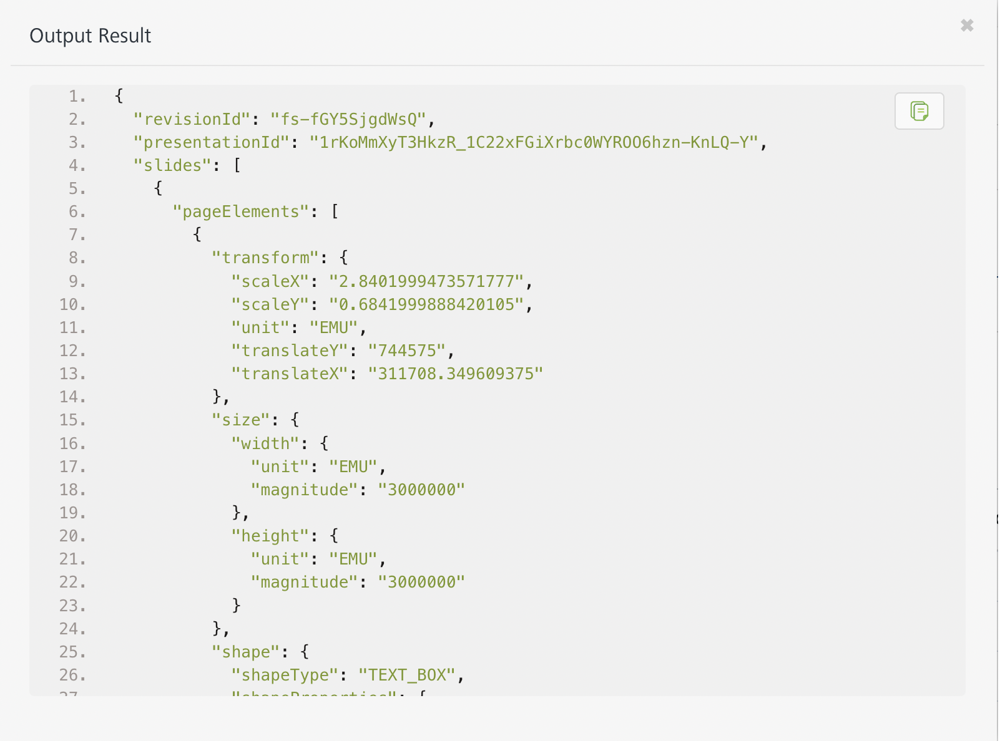 Output Result
1. {
2. "revisionId": "fs-fGY5SjgdWsQ",
3. "presentationId": "1rKoMmXyT3HkzR_1C22xFGiXrbc0WYROO6hzn-KnLQ-Y",
4. "slides": [
5. {
6. "pageElements": [
7. {
8. "transform": {
9. "scaleX": "2.8401999473571777",
10. "scaleY": "0.6841999888420105",
11. "unit": "EMU",
12. "translateY": "744575",
13. "translateX": "311708.349609375"
14. },
15. "size": {
16. "width": {
17. "unit": "EMU",
18. "magnitude": "3000000"
19. },
20. "height": {
21. "unit": "EMU",
22. "magnitude": "3000000"
23. }
24. },
25. "shape": {
26. "shapeType": "TEXT_BOX",
27. "shapeProperties": {